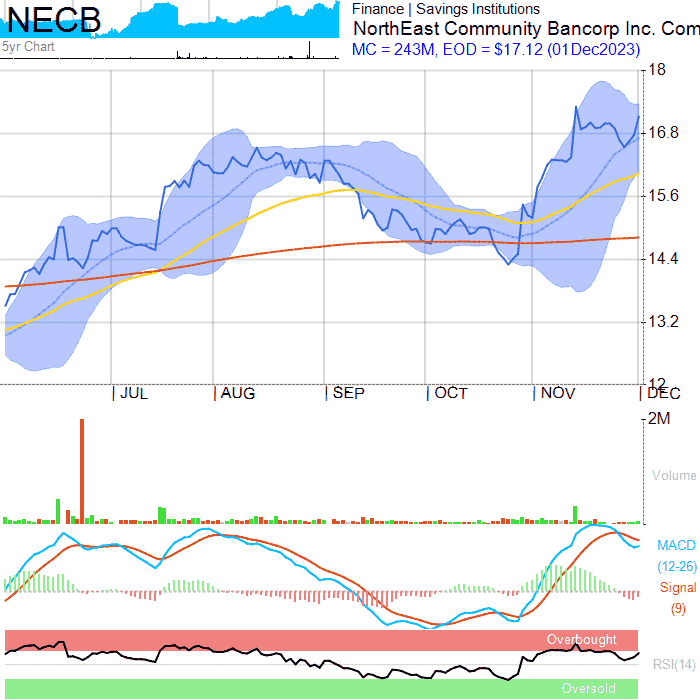 NECB
5yr Chart
Finance | Savings Institutions
NorthEast Community Bancorp Inc. Com
MC = 243M, EOD = $17.12 (01Dec2023)
18
16.8
15.6
14.4
13.2
12
JUL AUG SEP OCT NOV DEC
2M
Volume
MACD
(12-26)
Signal
(9)
Overbought
RSI(14)
Oversold